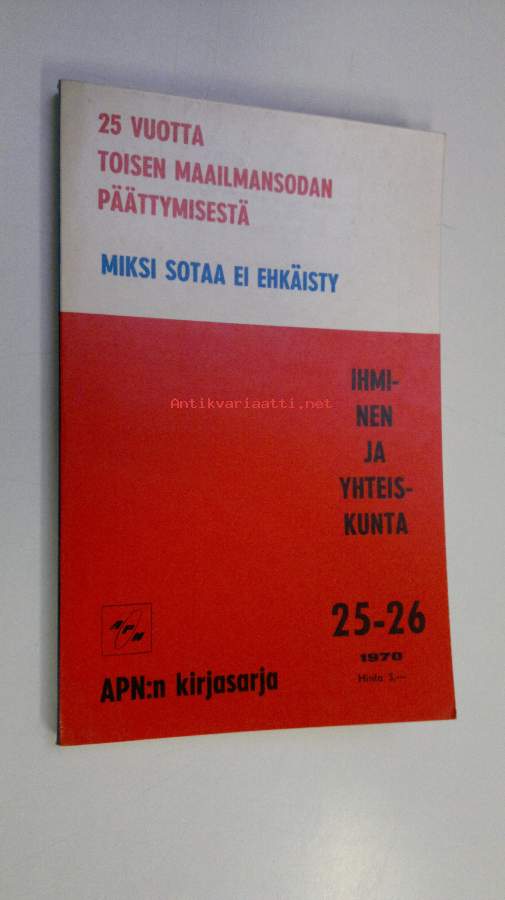 25 VUOTTA
TOISEN MAAILMANSODAN
PÄÄTTYMISESTÄ
MIKSI SOTAA EI EHKÄISTY
IHMI-
NEN
JA
YHTEIS-
KUNTA
Antikvariaatti.net
25-26
1970
Hinta
APN:n kirjasarja